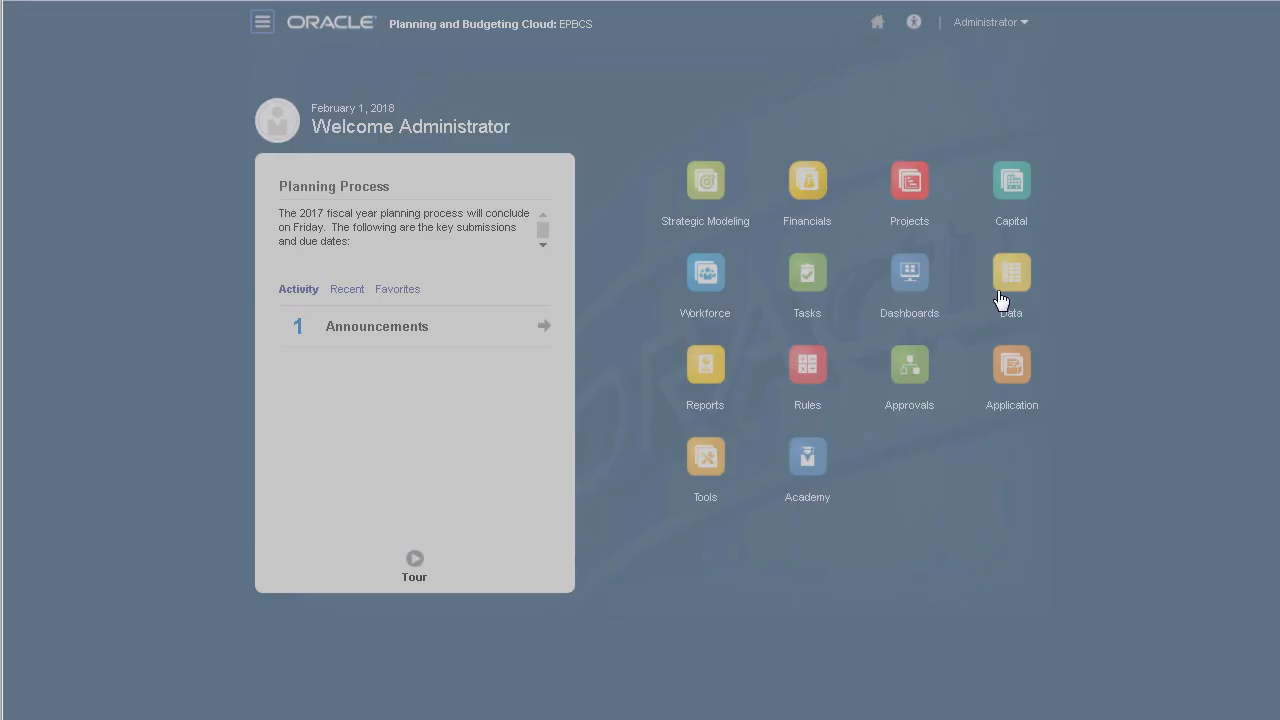 ORACLE Planning and Budgeting Cloud: EPBCS
Administrator
February 1, 2018
Welcome Administrator
Planning Process
The 2017 fiscal year planning process will conclude
on Friday. The following are the key submissions
and due dates:
Activity Recent Favorites
1 Announcements
Tour
Strategic Modeling Financials Projects Capital
Workforce Tasks Dashboards Data
Reports Rules Approvals Application
Tools Academy